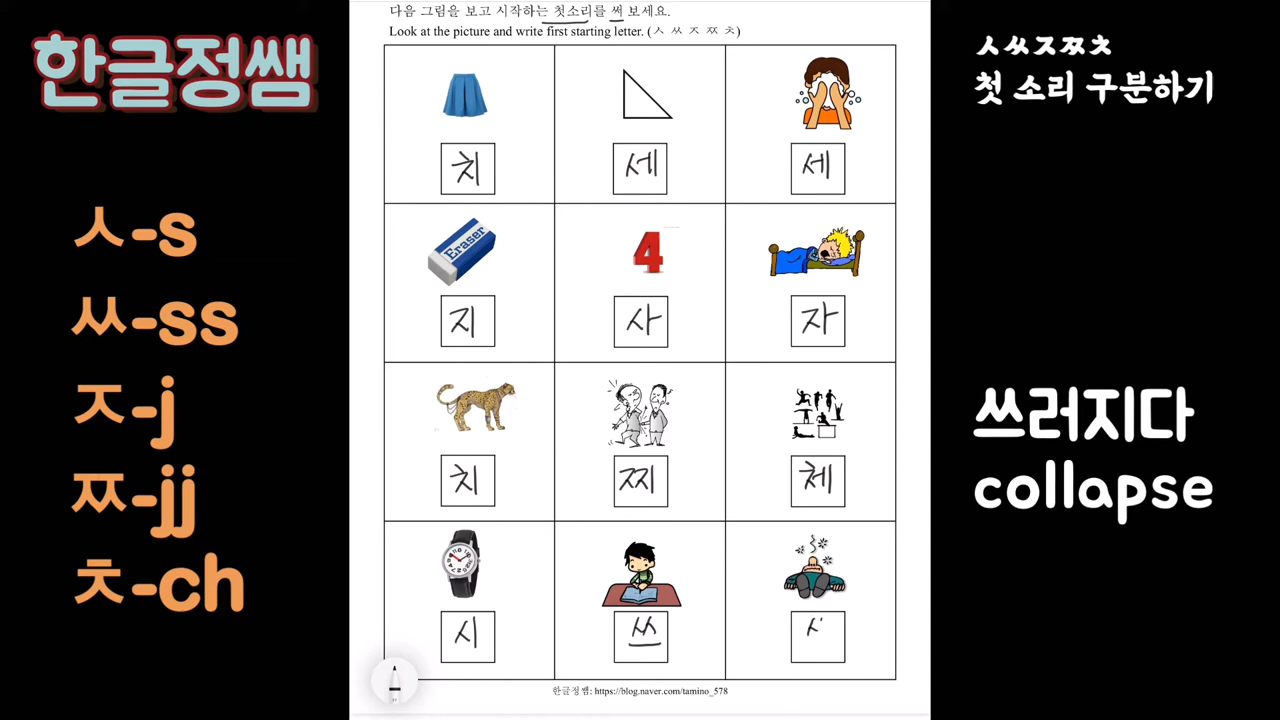 다음 그림을 보고 시작하는 첫소리를 써 보세요.
Look at the picture and write first starting letter. (ㅅ ㅆ ㅈ ㅉ ㅊ)
한글정쌤
ㅅ-s
ㅆ-ss
ㅈ-j
ㅉ-jj
ㅊ-ch
치 세 세
Eraser
4
지 사 자
치 찌 체
시 쓰 ㅅ
한글정쌤: https://blog.naver.com/tamino_578
ㅅㅆㅈㅉㅊ
첫 소리 구분하기
쓰러지다
collapse